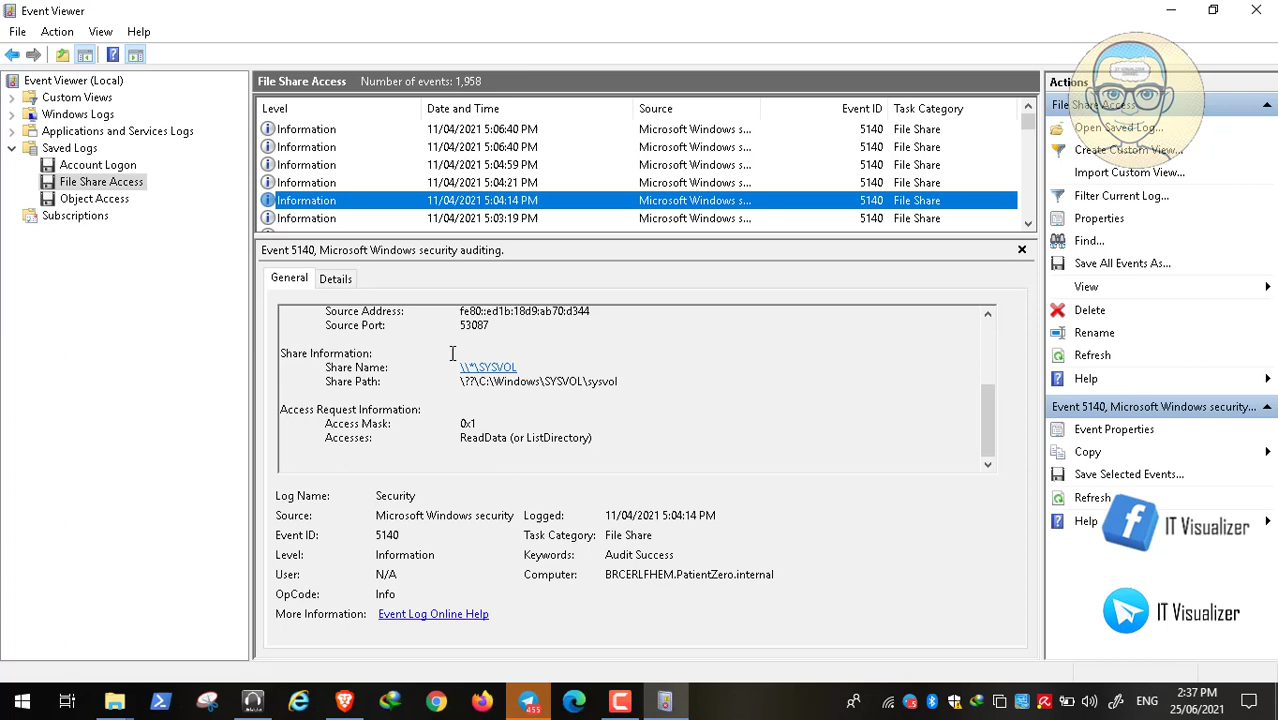 Event Viewer
File Action View Help
Event Viewer (Local)
Custom Views
Windows Logs
Applications and Services Logs
Saved Logs
Account Logon
File Share Access
Object Access
Subscriptions
File Share Access Number of events: 1,958
Level Date and Time Source Event ID Task Category
Information 11/04/2021 5:06:40 PM Microsoft Windows s... 5140 File Share
Information 11/04/2021 5:06:40 PM Microsoft Windows s... 5140 File Share
Information 11/04/2021 5:04:59 PM Microsoft Windows s... 5140 File Share
Information 11/04/2021 5:04:21 PM Microsoft Windows s... 5140 File Share
Information 11/04/2021 5:04:14 PM Microsoft Windows s... 5140 File Share
Information 11/04/2021 5:03:19 PM Microsoft Windows s... 5140 File Share
Event 5140, Microsoft Windows security auditing.
General Details
Source Address: fe80::ed1b:18d9:ab70:d344
Source Port: 53087
Share Information:
Share Name: \\*\SYSVOL
Share Path: \??\C:\Windows\SYSVOL\sysvol
Access Request Information:
Access Mask: 0x1
Accesses: ReadData (or ListDirectory)
Log Name: Security
Source: Microsoft Windows security Logged: 11/04/2021 5:04:14 PM
Event ID: 5140 Task Category: File Share
Level: Information Keywords: Audit Success
User: N/A Computer: BRCERLFHEM.PatientZero.internal
OpCode: Info
More Information: Event Log Online Help
Actions
File Share Access
Open Saved Log...
Create Custom View...
Import Custom View...
Filter Current Log...
Properties
Find...
Save All Events As...
View
Delete
Rename
Refresh
Help
Event 5140, Microsoft Windows security...
Event Properties
Copy
Save Selected Events...
Refresh
Help
IT Visualizer
IT Visualizer
455
ENG
2:37 PM
25/06/2021